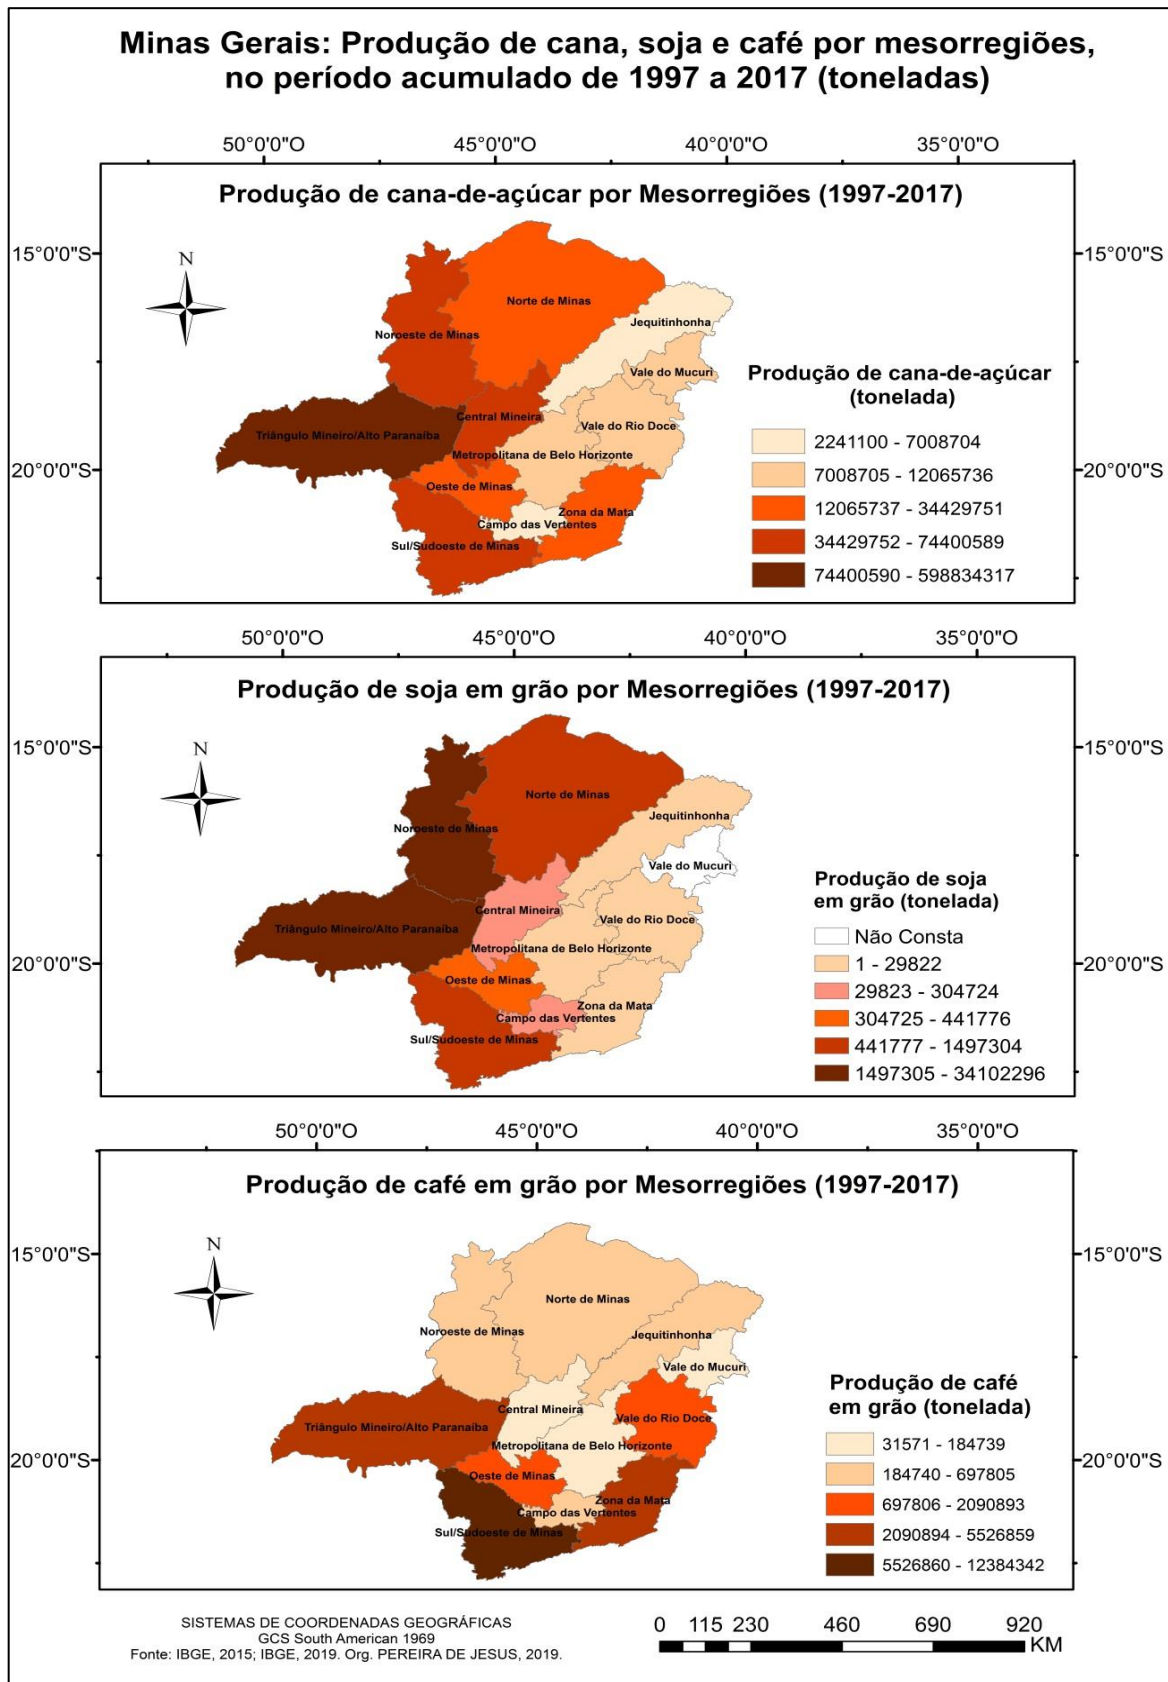 Minas Gerais: Produção de cana, soja e café por mesorregiões,
no período acumulado de 1997 a 2017 (toneladas)
50°0'0"O 45°0'0"O 40°0'0"O 35°0'0"O
Produção de cana-de-açúcar por Mesorregiões (1997-2017)
15°0'0"S 15°0'0"S
N
Norte de Minas
Jequitinhonha
Noroeste de Minas
Vale do Mucuri
Central Mineira
Vale do Rio Doce
Triângulo Mineiro/Alto Paranaíba
Metropolitana de Belo Horizonte
20°0'0"S 20°0'0"S
Oeste de Minas
Zona da Mata
Campo das Vertentes
Sul/Sudoeste de Minas
Produção de cana-de-açúcar
(tonelada)
2241100 - 7008704
7008705 - 12065736
12065737 - 34429751
34429752 - 74400589
74400590 - 598834317
50°0'0"O 45°0'0"O 40°0'0"O 35°0'0"O
Produção de soja em grão por Mesorregiões (1997-2017)
15°0'0"S 15°0'0"S
N
Norte de Minas
Jequitinhonha
Noroeste de Minas
Vale do Mucuri
Central Mineira
Vale do Rio Doce
Triângulo Mineiro/Alto Paranaíba
Metropolitana de Belo Horizonte
20°0'0"S 20°0'0"S
Oeste de Minas
Zona da Mata
Campo das Vertentes
Sul/Sudoeste de Minas
Produção de soja
em grão (tonelada)
Não Consta
1 - 29822
29823 - 304724
304725 - 441776
441777 - 1497304
1497305 - 34102296
50°0'0"O 45°0'0"O 40°0'0"O 35°0'0"O
Produção de café em grão por Mesorregiões (1997-2017)
15°0'0"S 15°0'0"S
N
Norte de Minas
Noroeste de Minas
Jequitinhonha
Vale do Mucuri
Central Mineira
Vale do Rio Doce
Triângulo Mineiro/Alto Paranaíba
Metropolitana de Belo Horizonte
20°0'0"S 20°0'0"S
Oeste de Minas
Zona da Mata
Campo das Vertentes
Sul/Sudoeste de Minas
Produção de café
em grão (tonelada)
31571 - 184739
184740 - 697805
697806 - 2090893
2090894 - 5526859
5526860 - 12384342
SISTEMAS DE COORDENADAS GEOGRÁFICAS
GCS South American 1969
Fonte: IBGE, 2015; IBGE, 2019. Org. PEREIRA DE JESUS, 2019.
0 115 230 460 690 920
KM